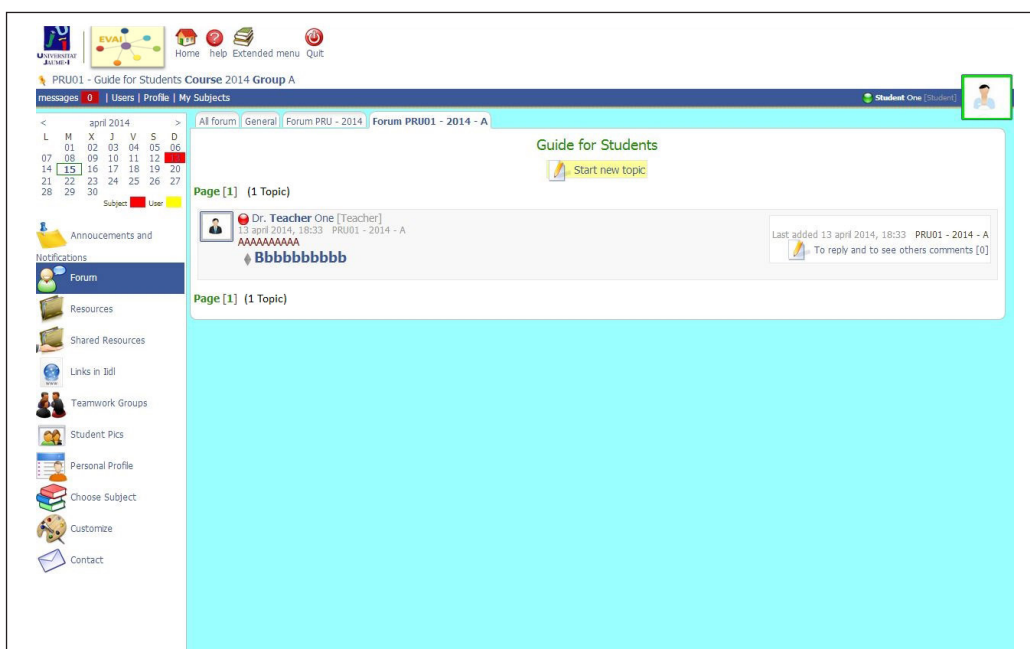 UNIVERSITAT
JAUME·I
EVAI
Home help Extended menu Quit
PRU01 - Guide for Students Course 2014 Group A
messages 0 | Users | Profile | My Subjects
Student One [Student]
< april 2014 >
L M X J V S D
01 02 03 04 05 06
07 08 09 10 11 12 13
14 15 16 17 18 19 20
21 22 23 24 25 26 27
28 29 30
Subject User
Annoucements and
Notifications
Forum
Resources
Shared Resources
Links in Iidl
WWW
Teamwork Groups
Student Pics
Personal Profile
Choose Subject
Customize
Contact
All forum General Forum PRU - 2014 Forum PRU01 - 2014 - A
Guide for Students
Start new topic
Page [1] (1 Topic)
Dr. Teacher One [Teacher]
13 april 2014, 18:33 PRU01 - 2014 - A
AAAAAAAAAA
Bbbbbbbbbb
Last added 13 april 2014, 18:33 PRU01 - 2014 - A
To reply and to see others comments [0]
Page [1] (1 Topic)